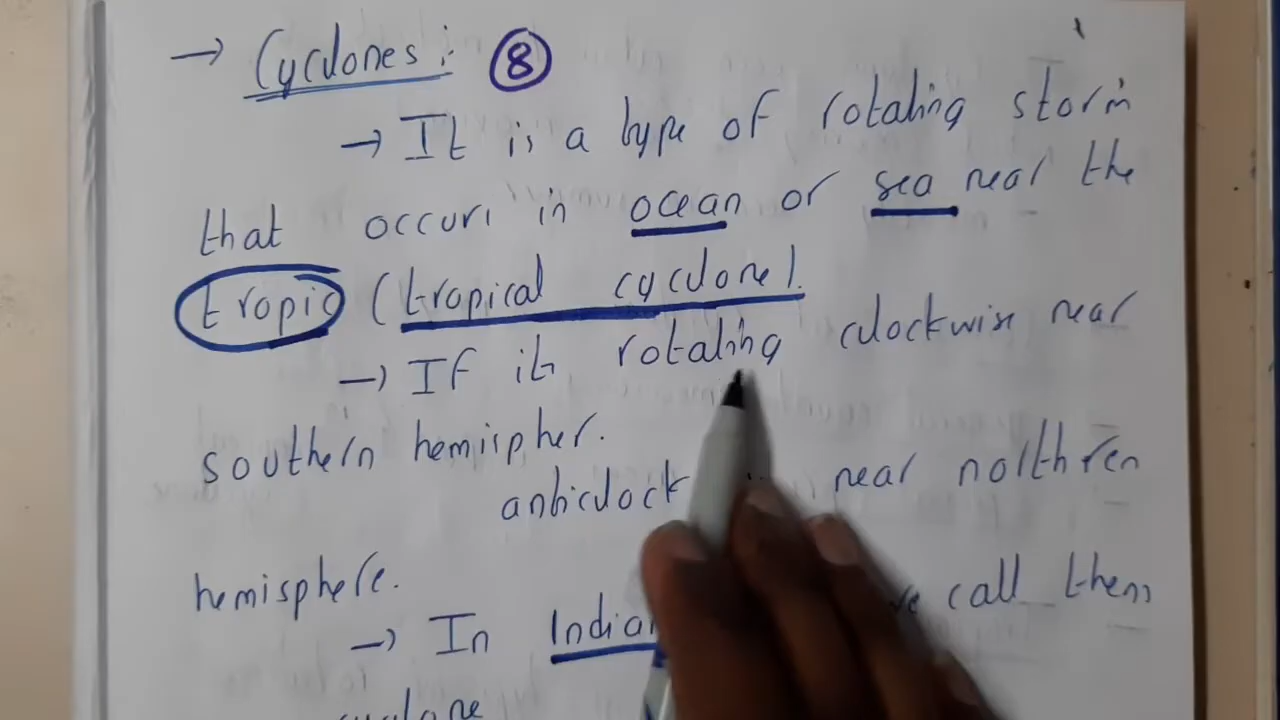 → Cyclones :- 8
→ It is a type of rotating storm
that occurs in ocean or sea near the
tropic (tropical cyclone).
→ If it rotating clockwise near
southern hemispher.
anticlock near northren
hemisphere.
→ In Indian call them
cyclone